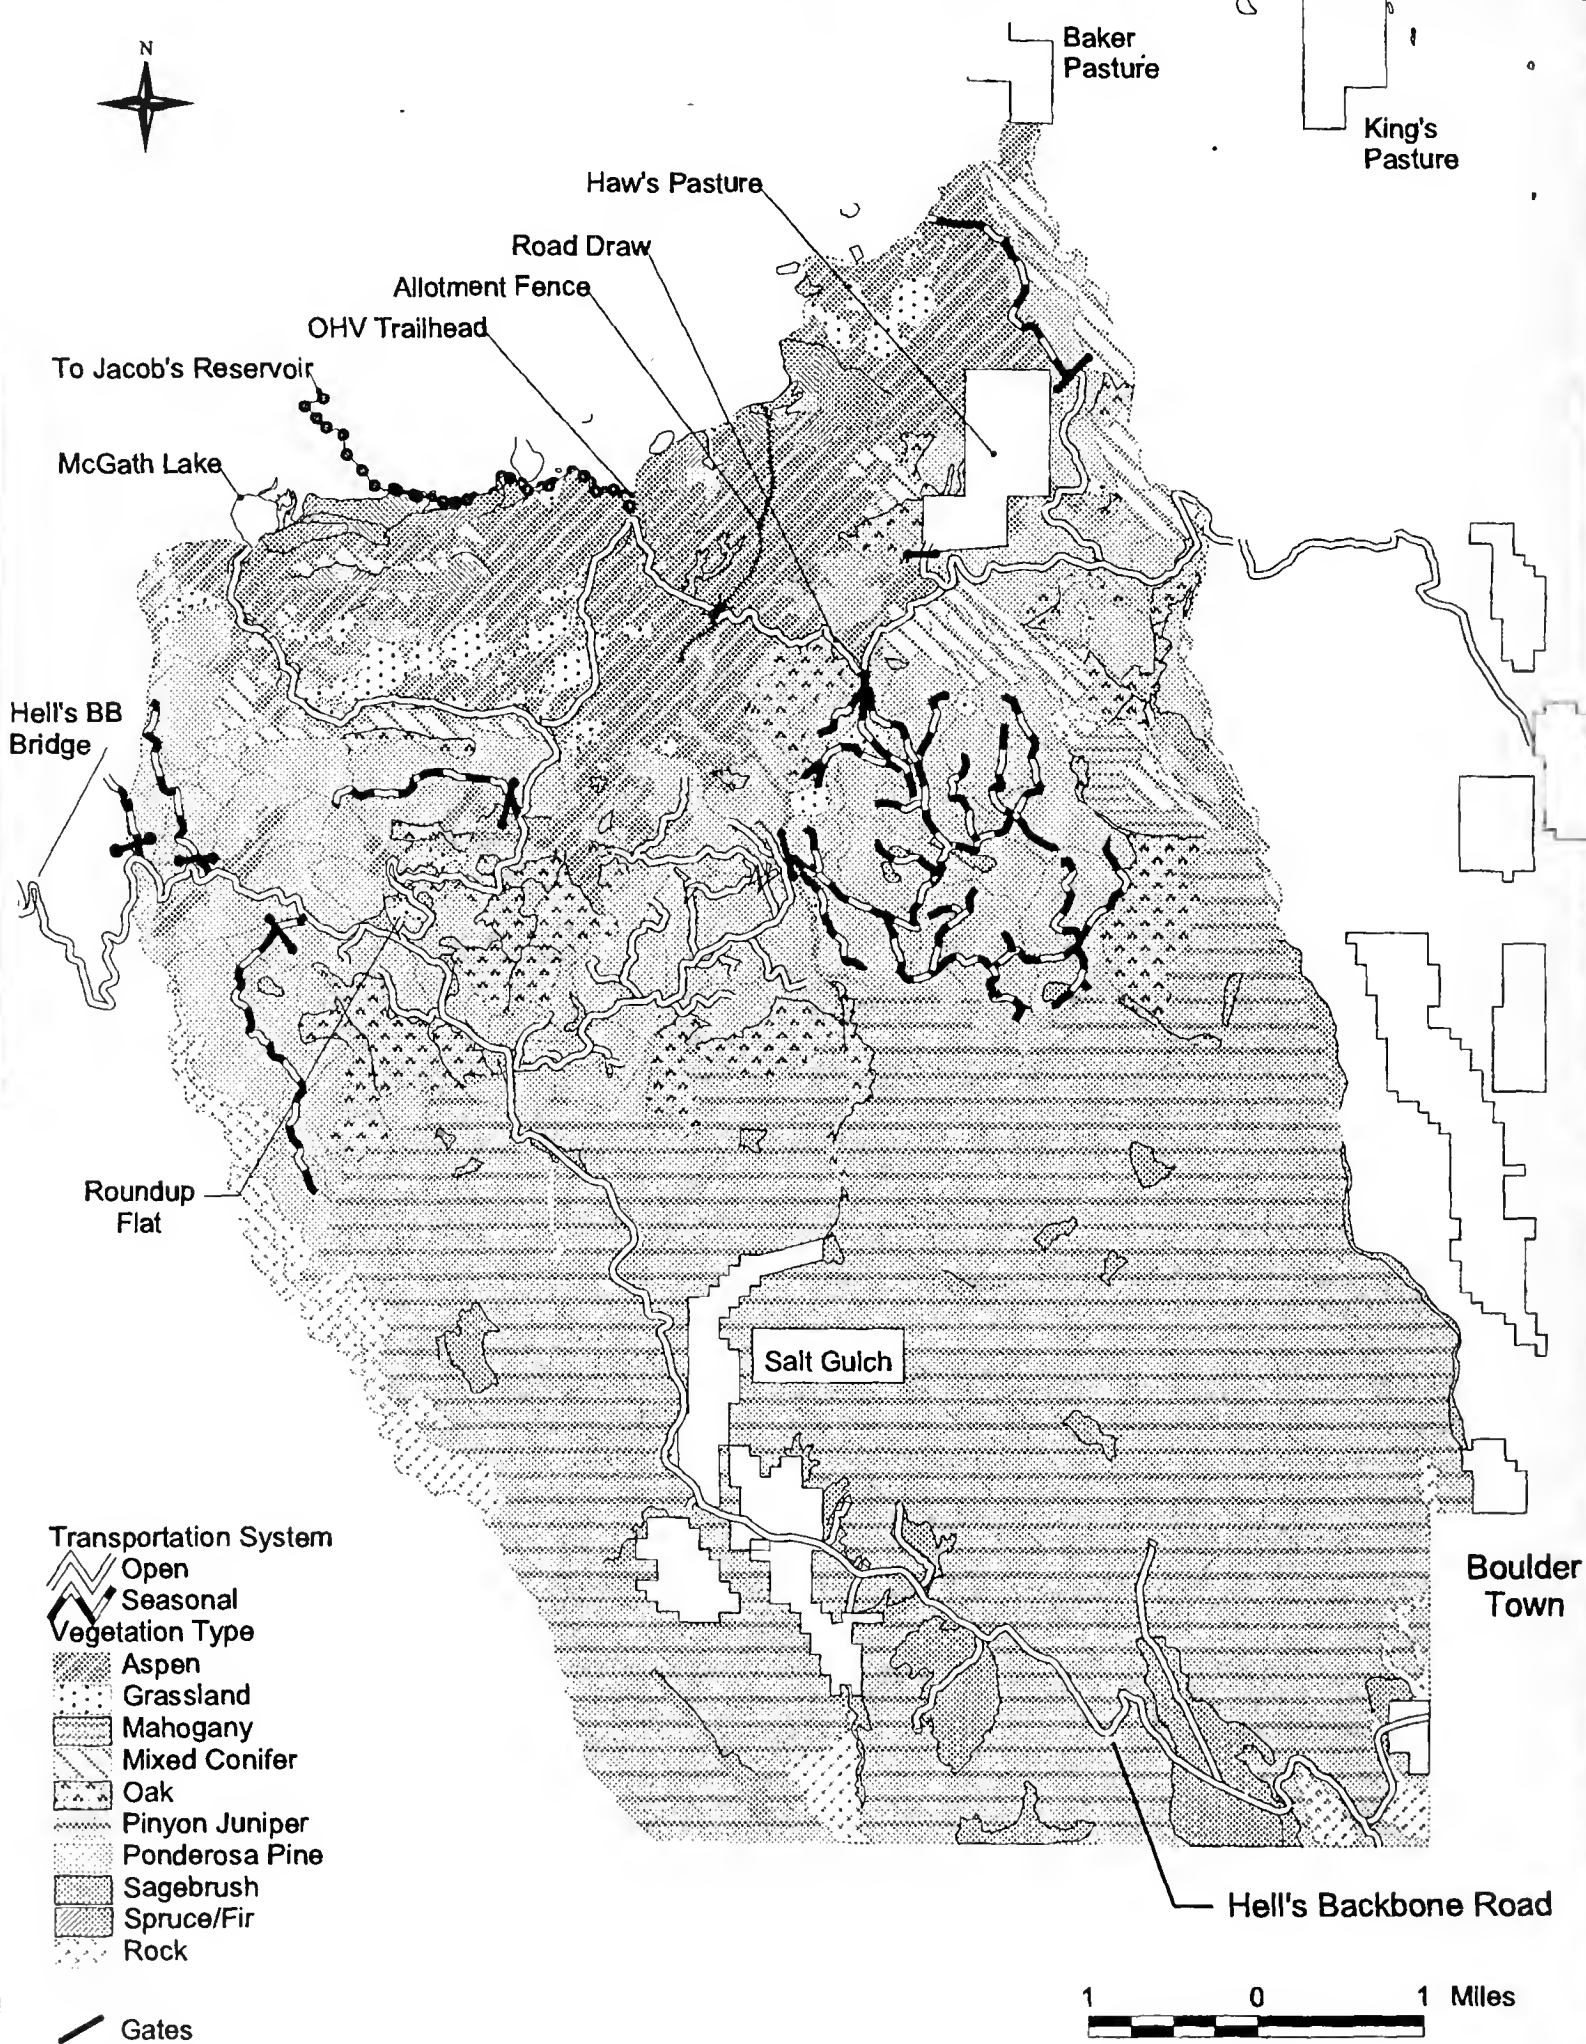 N
Baker
Pasture
King's
Pasture
Haw's Pasture
Road Draw
Allotment Fence
OHV Trailhead
To Jacob's Reservoir
McGath Lake
Hell's BB
Bridge
Roundup
Flat
Salt Gulch
Boulder
Town
Hell's Backbone Road
Transportation System
Open
Seasonal
Vegetation Type
Aspen
Grassland
Mahogany
Mixed Conifer
Oak
Pinyon Juniper
Ponderosa Pine
Sagebrush
Spruce/Fir
Rock
Gates
1 0 1 Miles